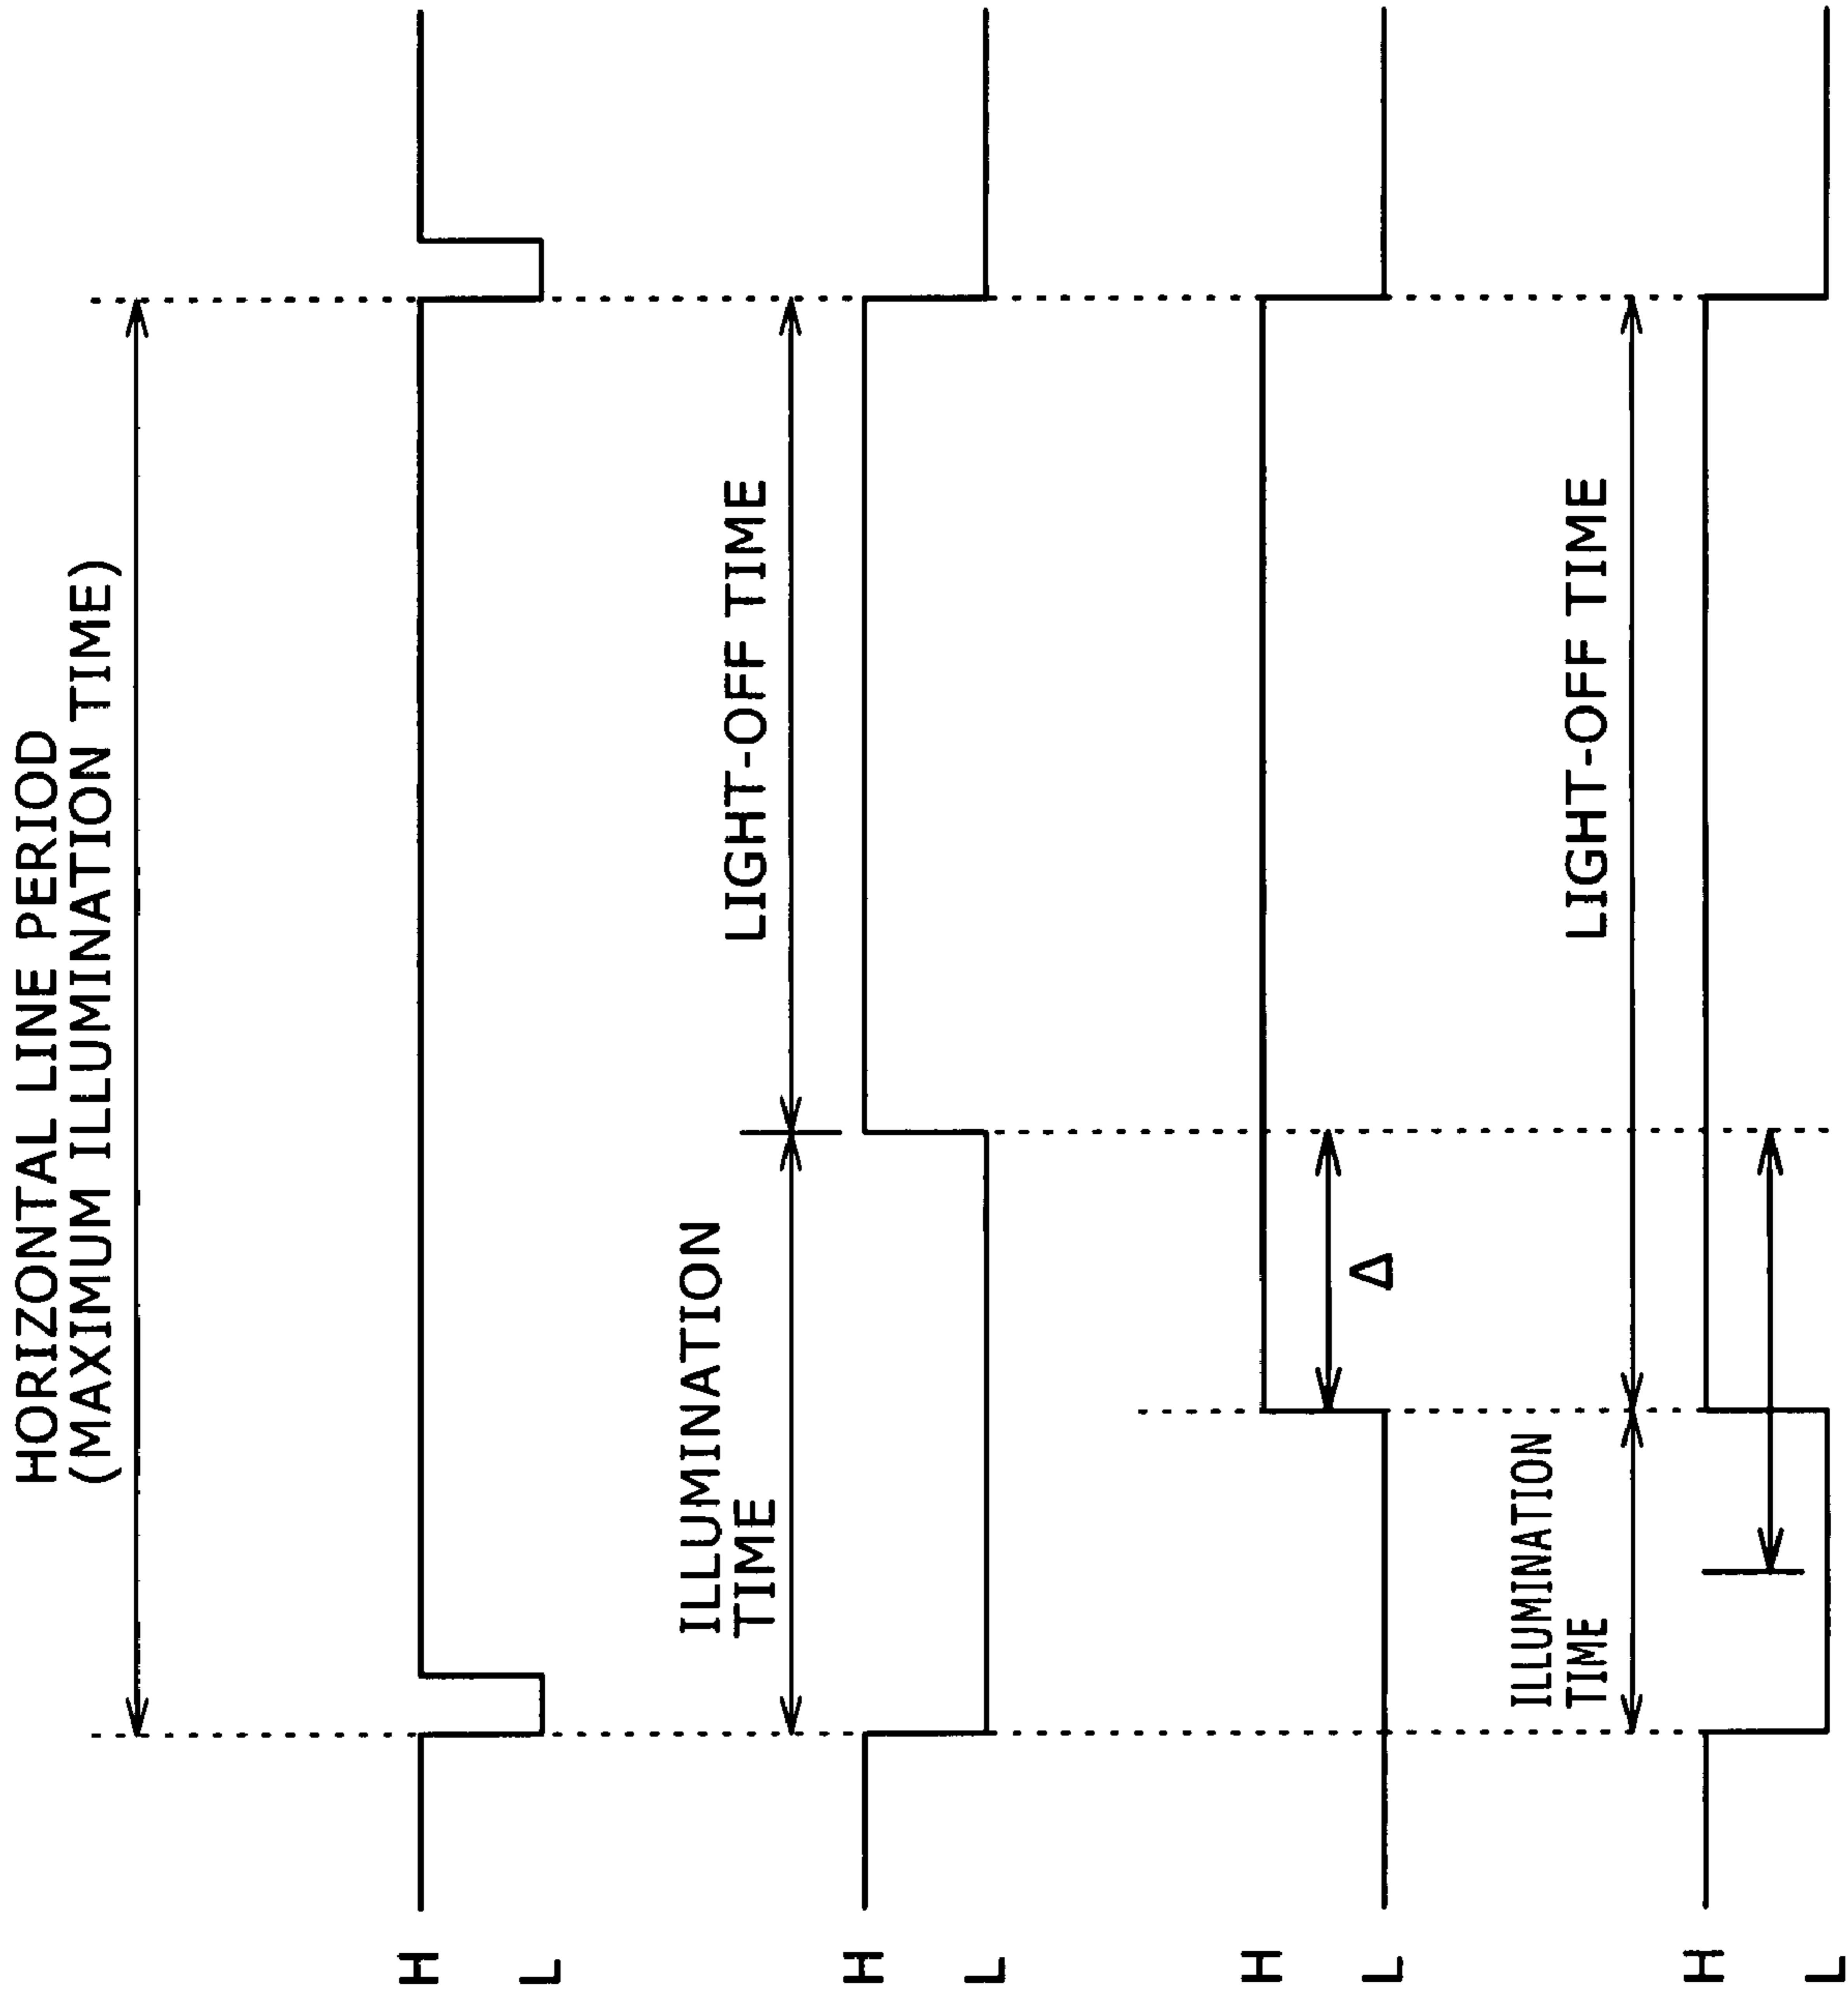 HORIZONTAL LINE PERIOD
(MAXIMUM ILLUMINATION TIME)
H
L
ILLUMINATION
TIME
LIGHT-OFF TIME
H
L
H
L
Δ
ILLUMINATION
TIME
LIGHT-OFF TIME
H
L